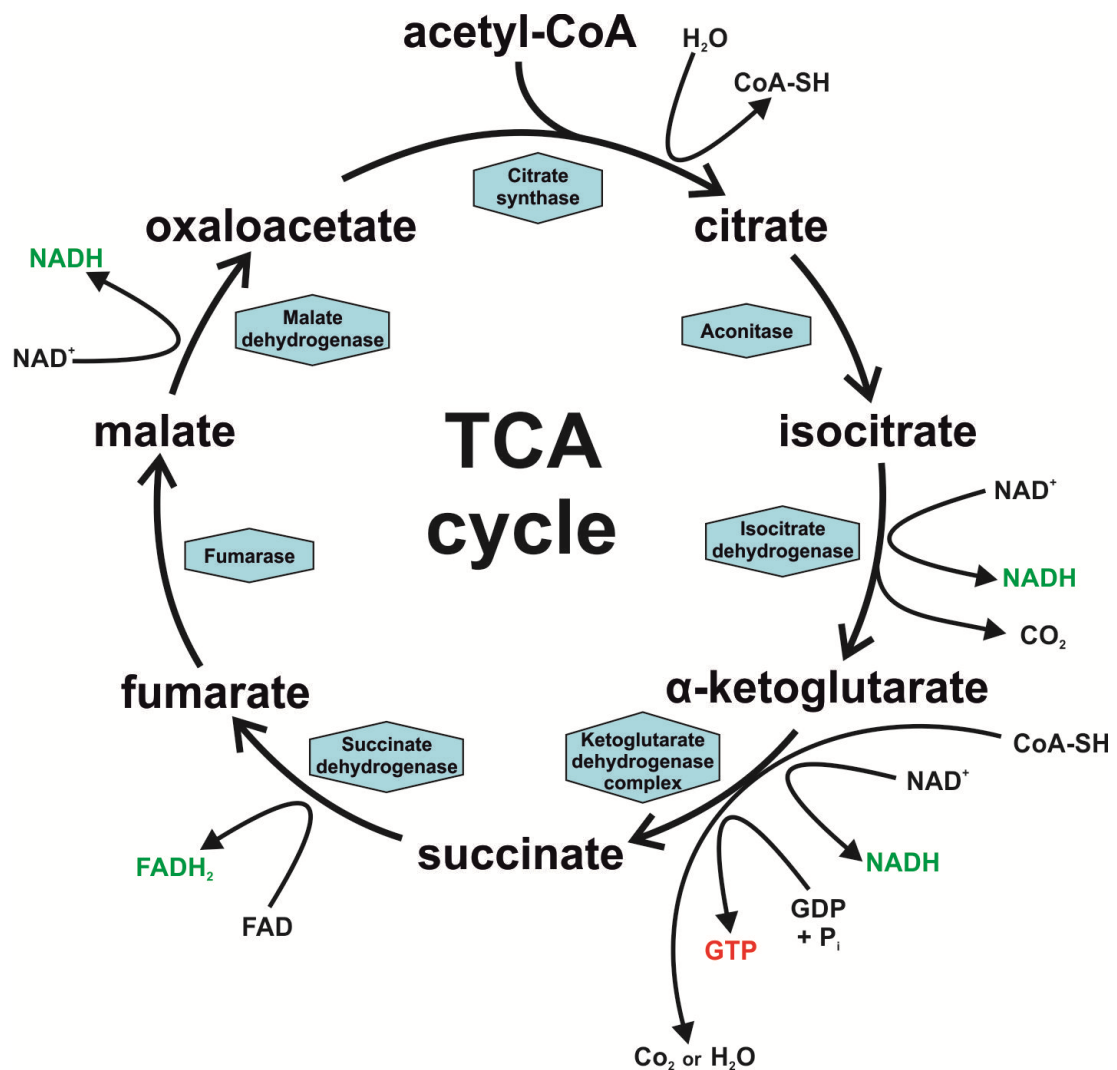 acetyl-CoA
H₂O
CoA-SH
Citrate
synthase
oxaloacetate
citrate
NADH
NAD⁺
Malate
dehydrogenase
Aconitase
malate
TCA
cycle
isocitrate
NAD⁺
Isocitrate
dehydrogenase
NADH
CO₂
Fumarase
fumarate
α-ketoglutarate
Succinate
dehydrogenase
Ketoglutarate
dehydrogenase
complex
CoA-SH
NAD⁺
succinate
NADH
FADH₂
FAD
GDP
+ Pᵢ
GTP
Co₂ or H₂O